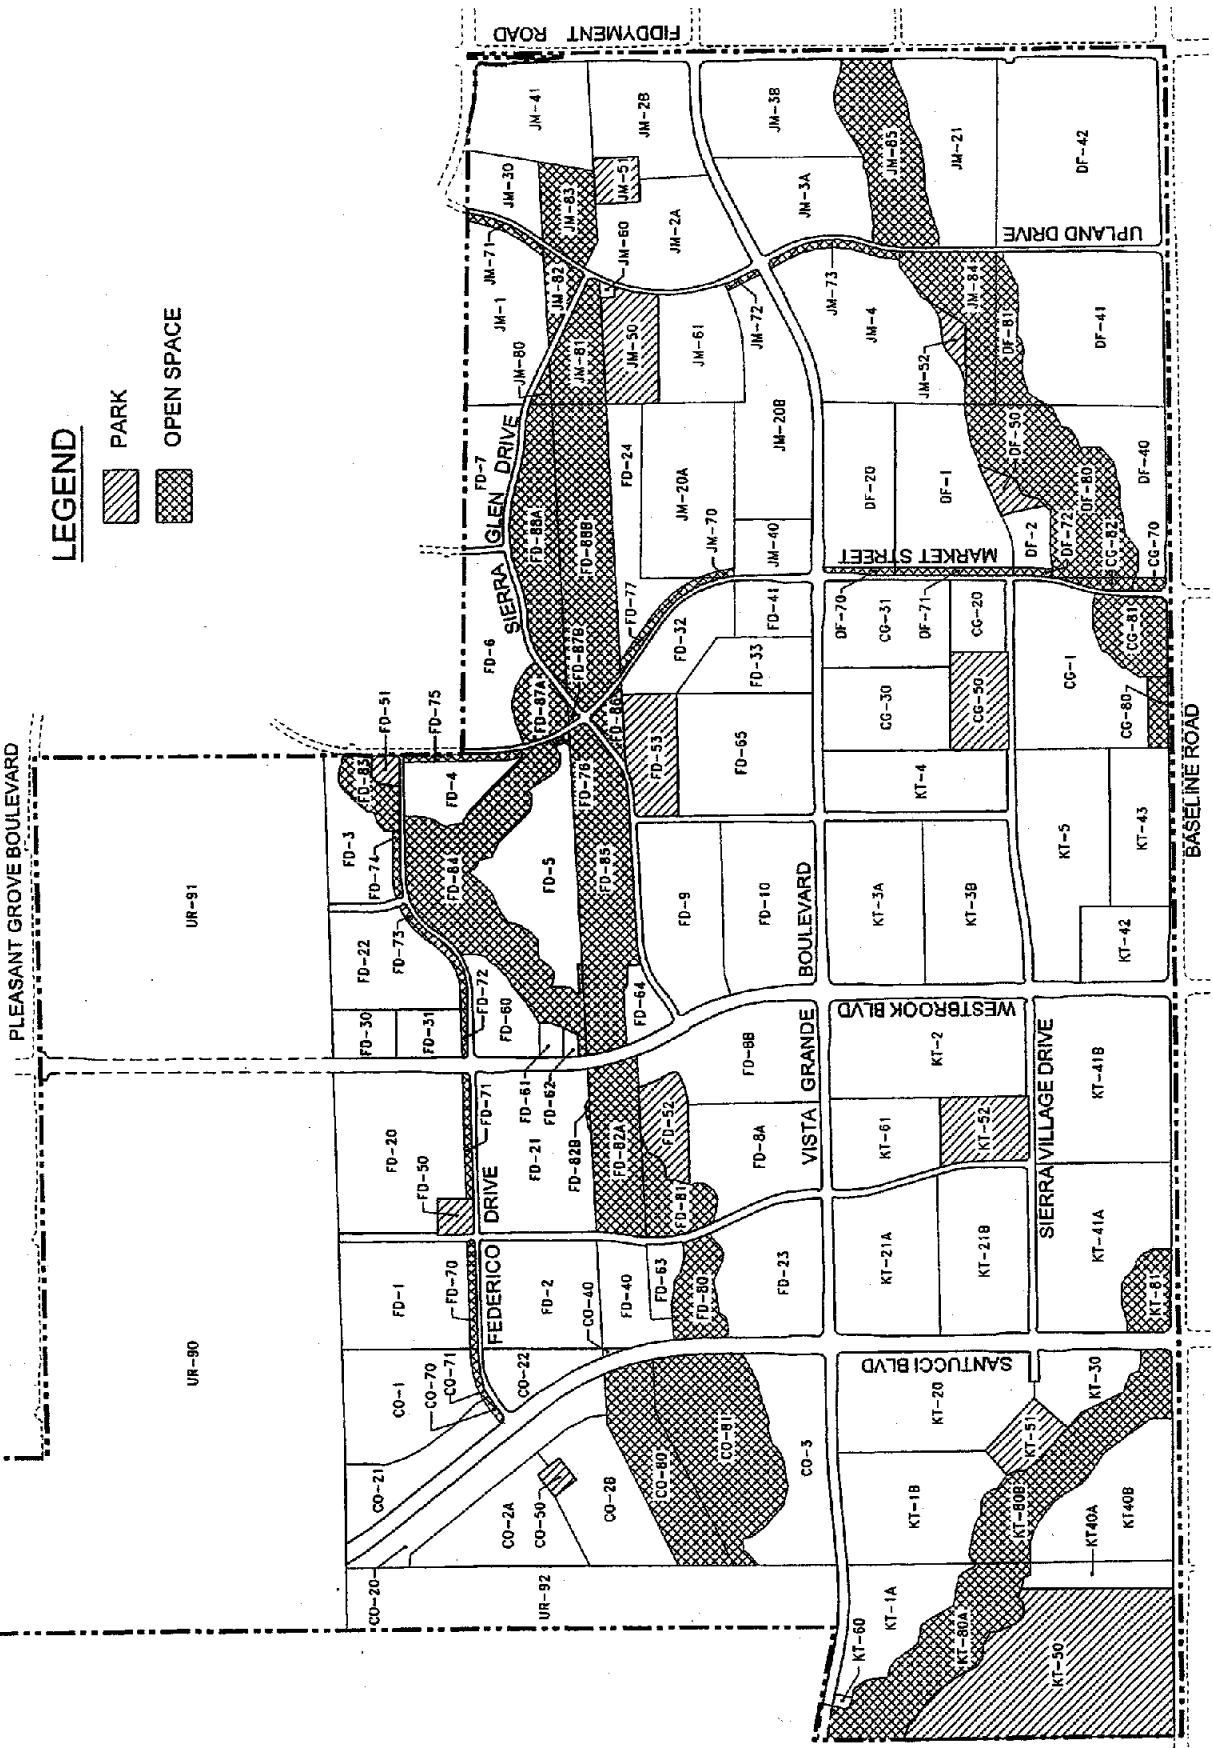 LEGEND
PARK
OPEN SPACE
PLEASANT GROVE BOULEVARD
FIDDYMENT ROAD
BASELINE ROAD
SIERRA GLEN DRIVE
UPLAND DRIVE
MARKET STREET
VISTA GRANDE BOULEVARD
WESTBROOK BLVD
SIERRA VILLAGE DRIVE
FEDERICO DRIVE
SANTUCCI BLVD
UR-90
UR-91
UR-92
JM-41
JM-30
JM-2B
JM-3B
JM-85
JM-21
DF-42
JM-83
JM-51
JM-3A
JM-2A
JM-60
JM-71
JM-82
JM-1
JM-80
JM-81
JM-50
JM-61
JM-72
JM-73
JM-4
JM-84
JM-52
DF-81
DF-41
FD-7
FD-88A
FD-88B
FD-24
JM-20A
JM-20B
JM-70
JM-40
DF-20
DF-1
DF-50
DF-2
DF-72
DF-80
DF-40
CG-82
CG-70
FD-6
FD-77
FD-87B
FD-87A
FD-86
FD-32
FD-41
FD-33
DF-70
CG-31
DF-71
CG-20
CG-81
CG-1
CG-80
CG-30
CG-50
FD-51
FD-75
FD-83
FD-4
FD-76
FD-53
FD-65
KT-4
FD-3
FD-74
FD-84
FD-5
FD-85
FD-9
FD-10
KT-3A
KT-3B
KT-5
KT-43
KT-42
FD-22
FD-73
FD-72
FD-30
FD-31
FD-60
FD-64
FD-61
FD-62
FD-8B
KT-2
KT-41B
FD-20
FD-71
FD-50
FD-21
FD-82B
FD-82A
FD-52
FD-81
FD-8A
KT-61
KT-52
FD-1
FD-70
FD-2
FD-40
FD-63
FD-80
FD-23
KT-21A
KT-21B
KT-41A
KT-81
CO-40
CO-1
CO-70
CO-71
CO-22
CO-21
CO-20
CO-2A
CO-50
CO-2B
CO-80
CO-81
CO-3
KT-20
KT-30
KT-51
KT-1B
KT-80B
KT40A
KT40B
KT-1A
KT-60
KT-80A
KT-50